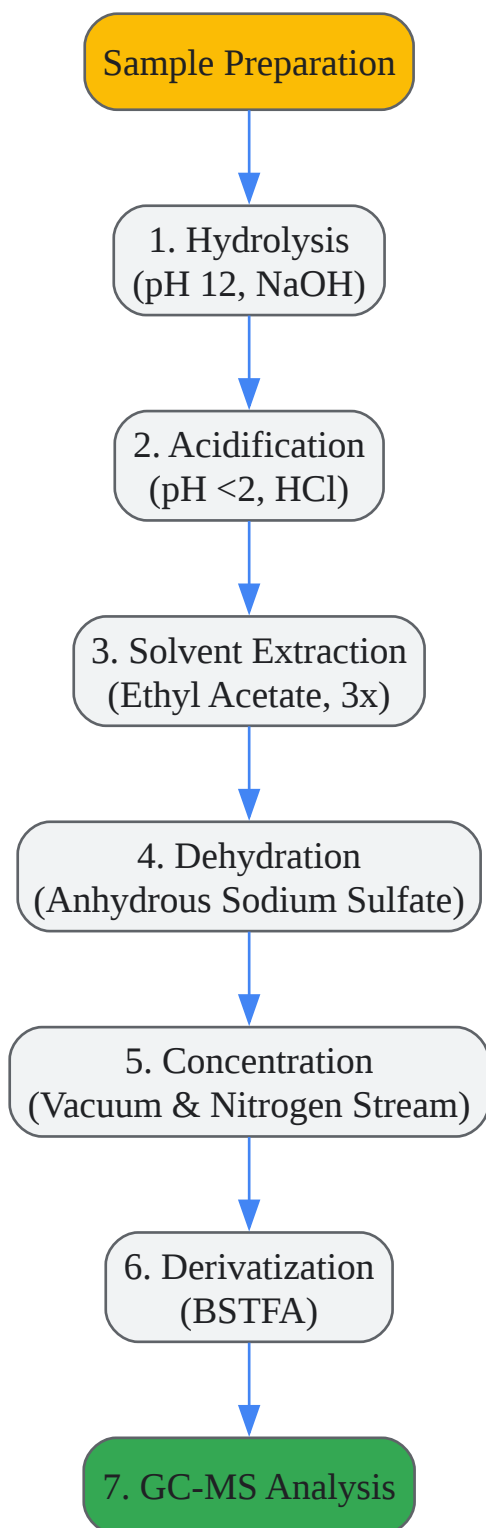 Sample Preparation
1. Hydrolysis
(pH 12, NaOH)
2. Acidification
(pH <2, HCl)
3. Solvent Extraction
(Ethyl Acetate, 3x)
4. Dehydration
(Anhydrous Sodium Sulfate)
5. Concentration
(Vacuum & Nitrogen Stream)
6. Derivatization
(BSTFA)
7. GC-MS Analysis